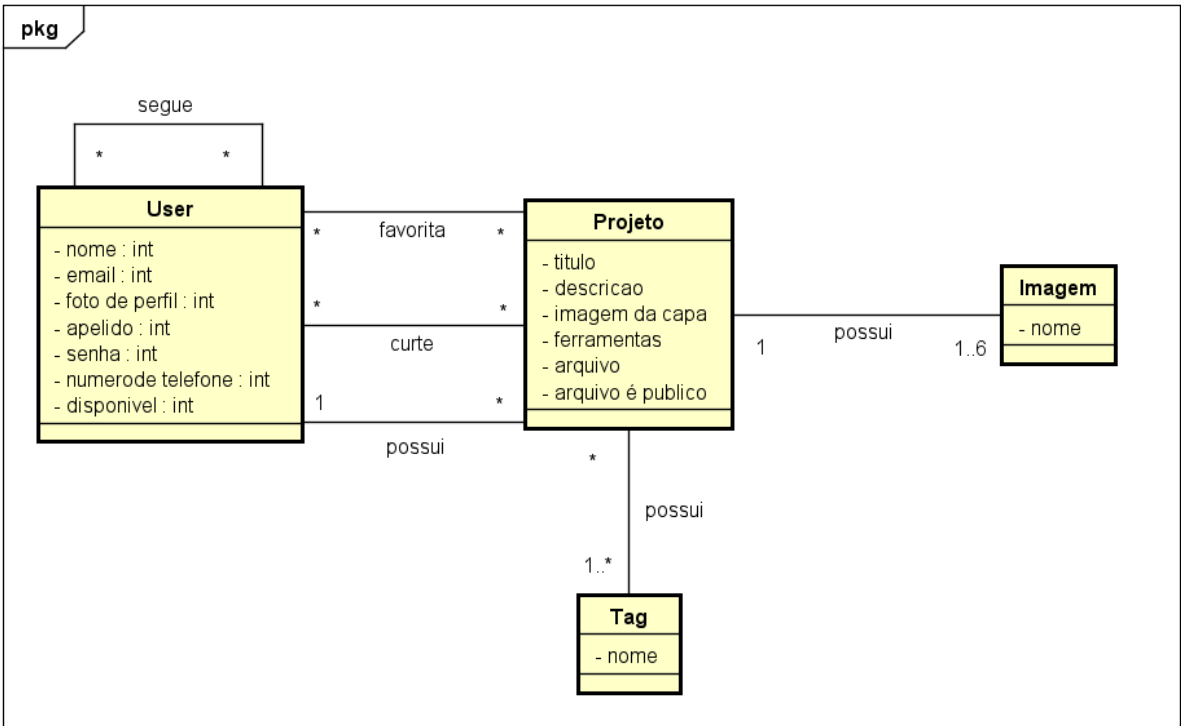 pkg
segue
* *
User
- nome : int
- email : int
- foto de perfil : int
- apelido : int
- senha : int
- numerode telefone : int
- disponivel : int
* favorita *
* *
curte
1 *
possui
Projeto
- titulo
- descricao
- imagem da capa
- ferramentas
- arquivo
- arquivo é publico
possui
1 1..6
Imagem
- nome
*
possui
1..*
Tag
- nome